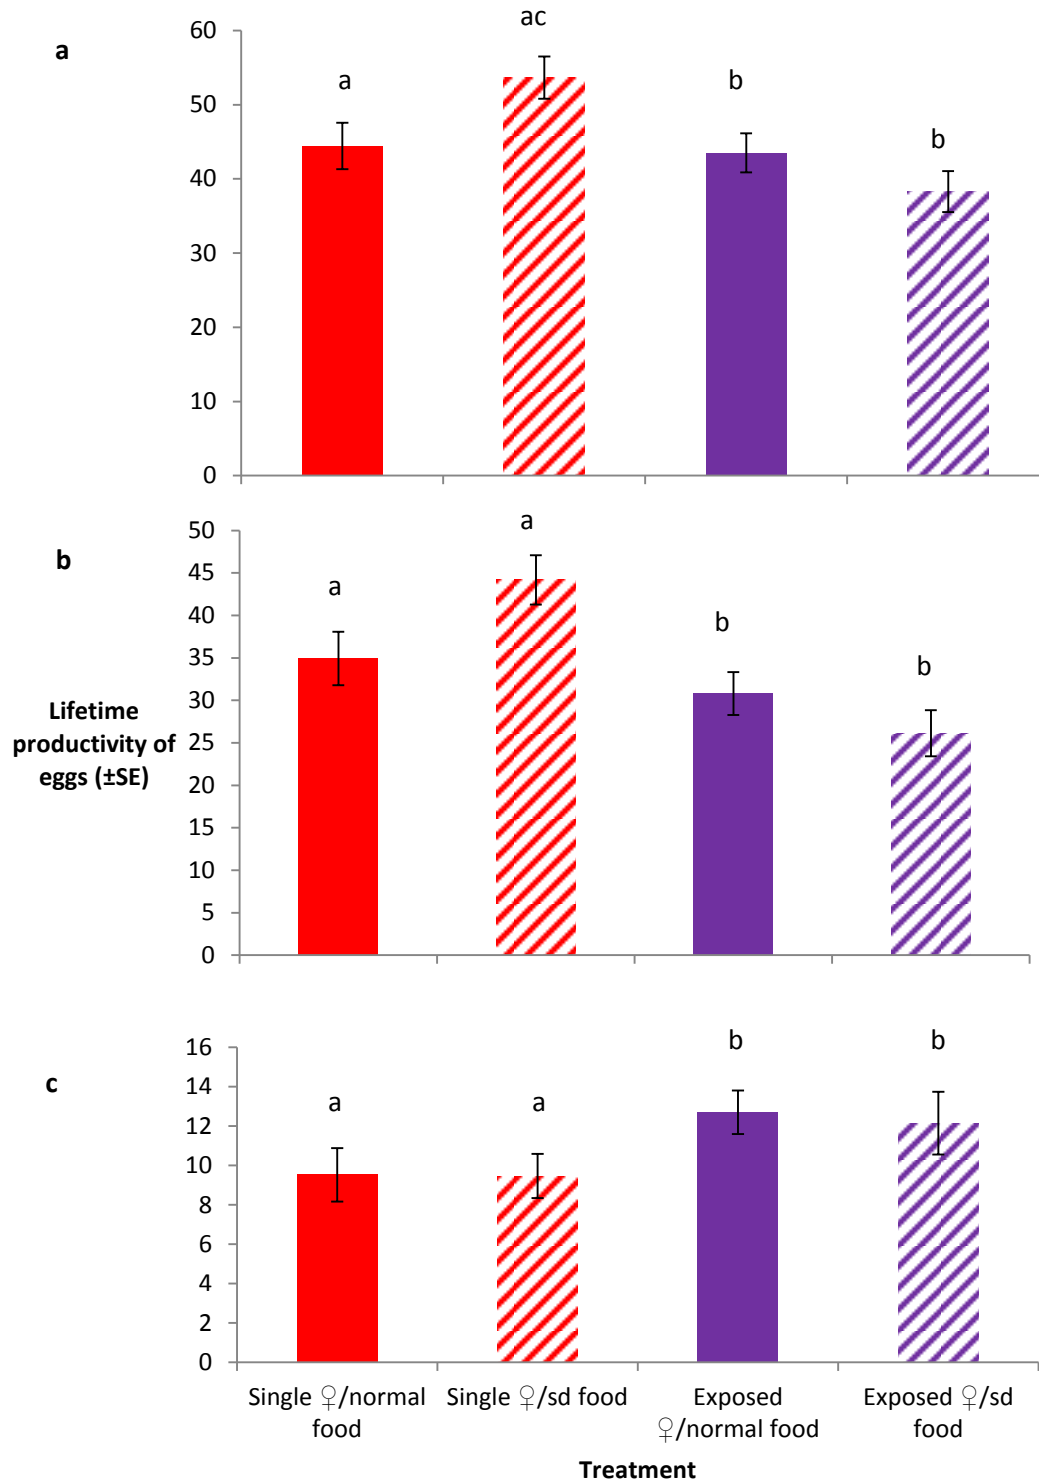 a
60
50
40
30
20
10
0
a
ac
b
b
b
50
45
40
35
30
25
20
15
10
5
0
a
a
b
b
Lifetime
productivity of
eggs (±SE)
c
16
14
12
10
8
6
4
2
0
a
a
b
b
Single ♀/normal
food
Single ♀/sd food
Exposed
♀/normal food
Exposed ♀/sd
food
Treatment